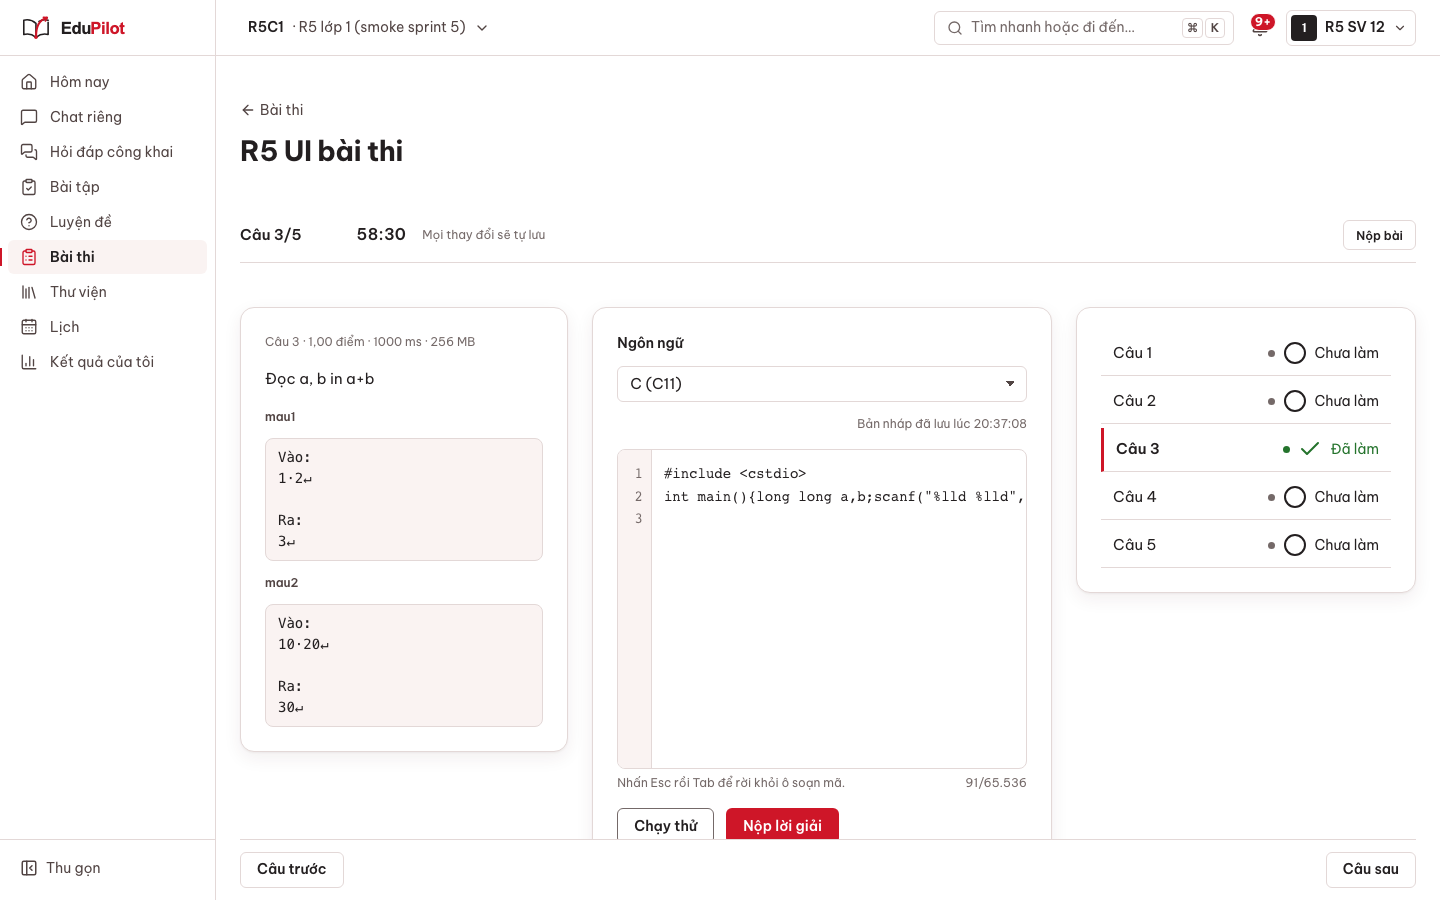 EduPilot
R5C1 · R5 lớp 1 (smoke sprint 5)
Tìm nhanh hoặc đi đến...
⌘ K
9+
1 R5 SV 12
Hôm nay
Chat riêng
Hỏi đáp công khai
Bài tập
Luyện đề
Bài thi
Thư viện
Lịch
Kết quả của tôi
Thu gọn
← Bài thi
R5 UI bài thi
Câu 3/5 58:30 Mọi thay đổi sẽ tự lưu
Nộp bài
Câu 3 · 1,00 điểm · 1000 ms · 256 MB
Đọc a, b in a+b
mau1
Vào:
1·2↵
Ra:
3↵
mau2
Vào:
10·20↵
Ra:
30↵
Ngôn ngữ
C (C11)
Bản nháp đã lưu lúc 20:37:08
1 #include <cstdio>
2 int main(){long long a,b;scanf("%lld %lld",
3
Nhấn Esc rồi Tab để rời khỏi ô soạn mã. 91/65.536
Chạy thử
Nộp lời giải
Câu 1 Chưa làm
Câu 2 Chưa làm
Câu 3 Đã làm
Câu 4 Chưa làm
Câu 5 Chưa làm
Câu trước
Câu sau